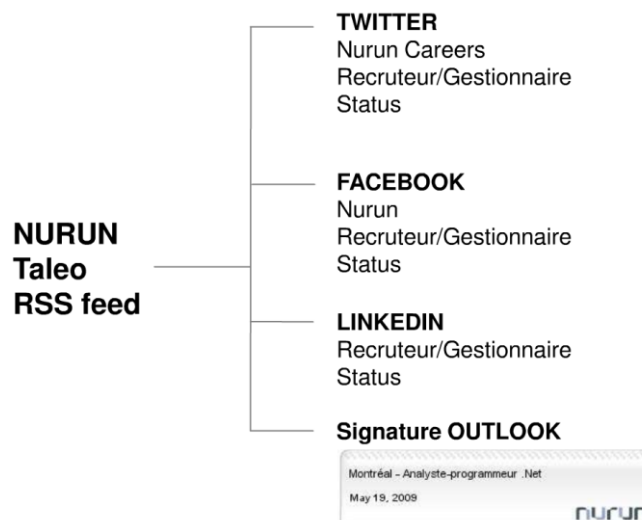 TWITTER
Nurun Careers
Recruteur/Gestionnaire
Status
FACEBOOK
Nurun
Recruteur/Gestionnaire
Status
NURUN
Taleo
RSS feed
LINKEDIN
Recruteur/Gestionnaire
Status
Signature OUTLOOK
Montréal - Analyste-programmeur .Net
May 19, 2009
nurun